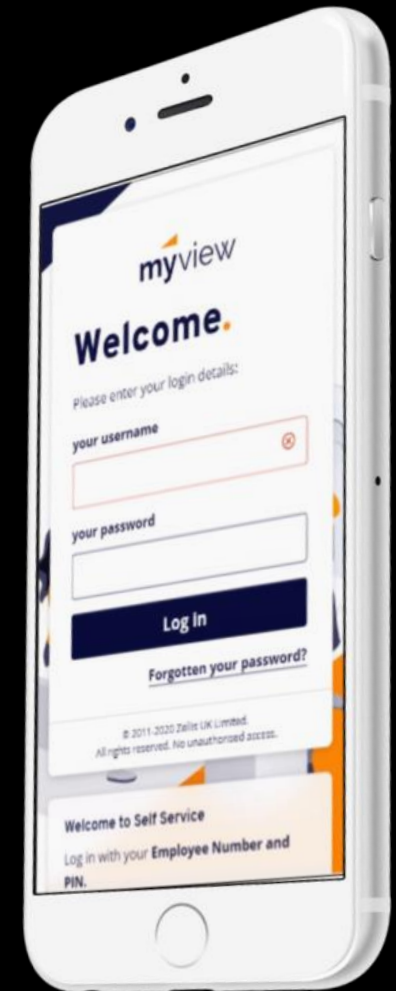 myview
Welcome.
Please enter your login details:
your username
your password
Log in
Forgotten your password?
© 2011-2020 Zellis UK Limited.
All rights reserved. No unauthorised access.
Welcome to Self Service
Log in with your Employee Number and
PIN.